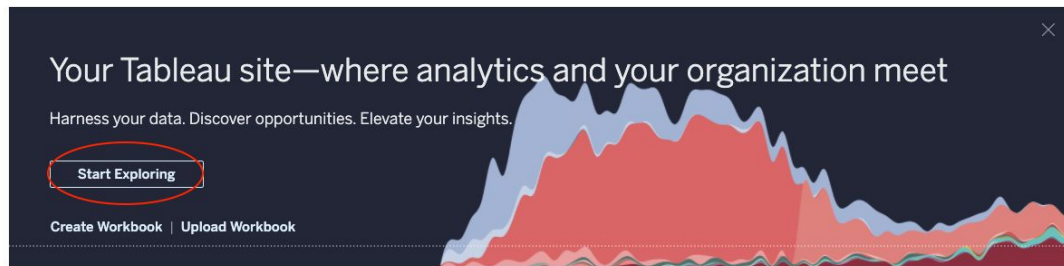 Your Tableau site—where analytics and your organization meet
Harness your data. Discover opportunities. Elevate your insights.
Start Exploring
Create Workbook | Upload Workbook